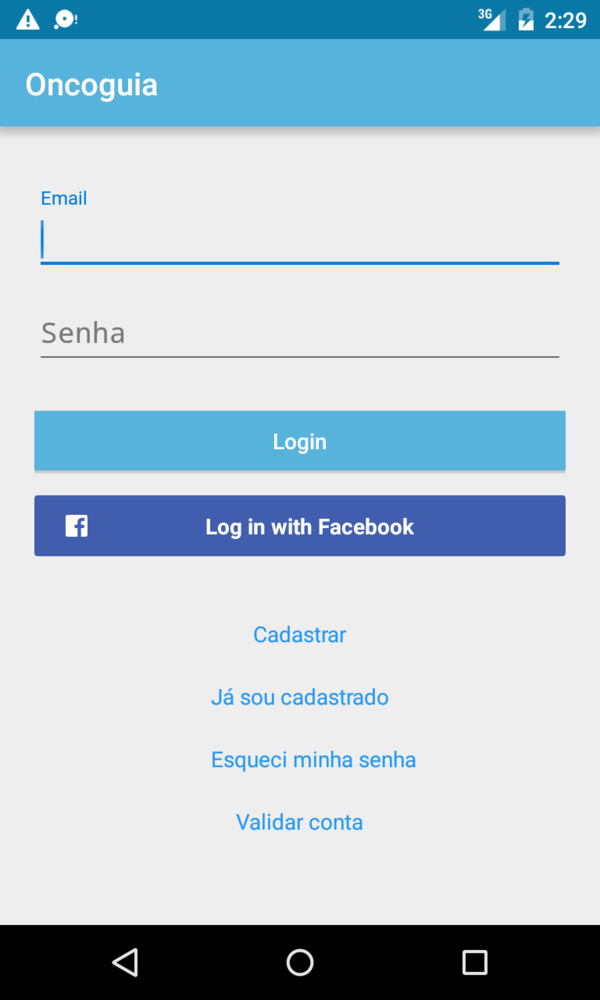 3G 2:29
Oncoguia
Email
Senha
Login
Log in with Facebook
Cadastrar
Já sou cadastrado
Esqueci minha senha
Validar conta